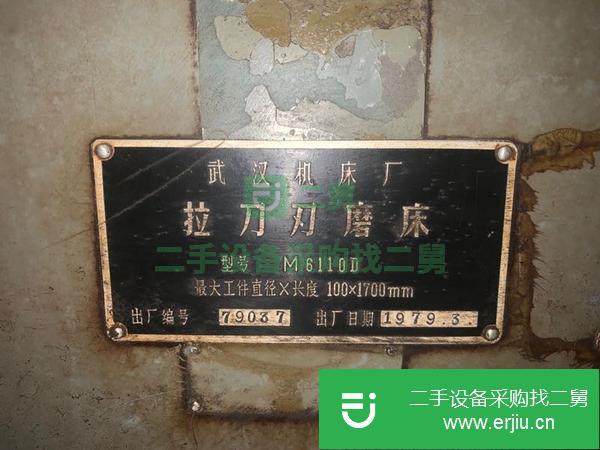 武汉机床厂
二舅
拉刀刃磨床
二手设备采购找二舅
型号 M6110D
最大工件直径×长度 100×1700mm
出厂编号 79037 出厂日期 1979.3.
二手设备采购找二舅
www.erjiu.cn